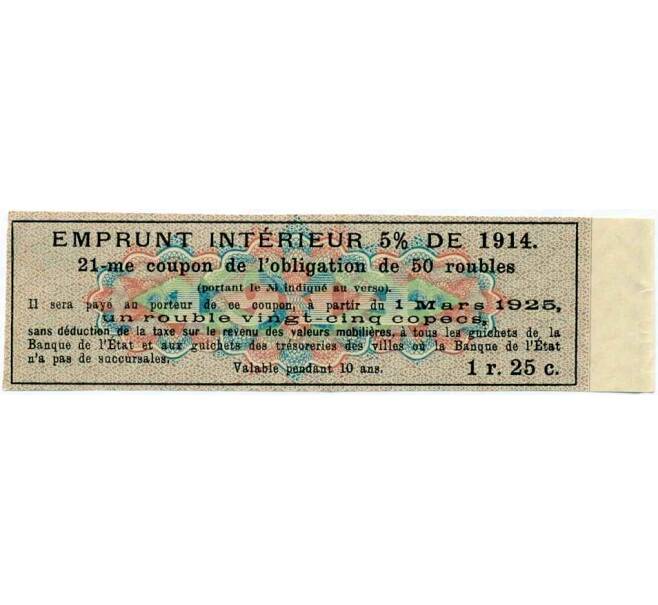 EMPRUNT INTÉRIEUR 5% DE 1914.
21-me coupon de l'obligation de 50 roubles
(portant le № indiqué au verso).
Il sera payé au porteur de ce coupon, à partir du 1 Mars 1925,
un rouble vingt-cinq copecs,
sans déduction de la taxe sur le revenu des valeurs mobilières, à tous les guichets de la
Banque de l'État et aux guichets des trésoreries des villes où la Banque de l'État
n'a pas de succursales.
Valable pendant 10 ans.
1 r. 25 c.